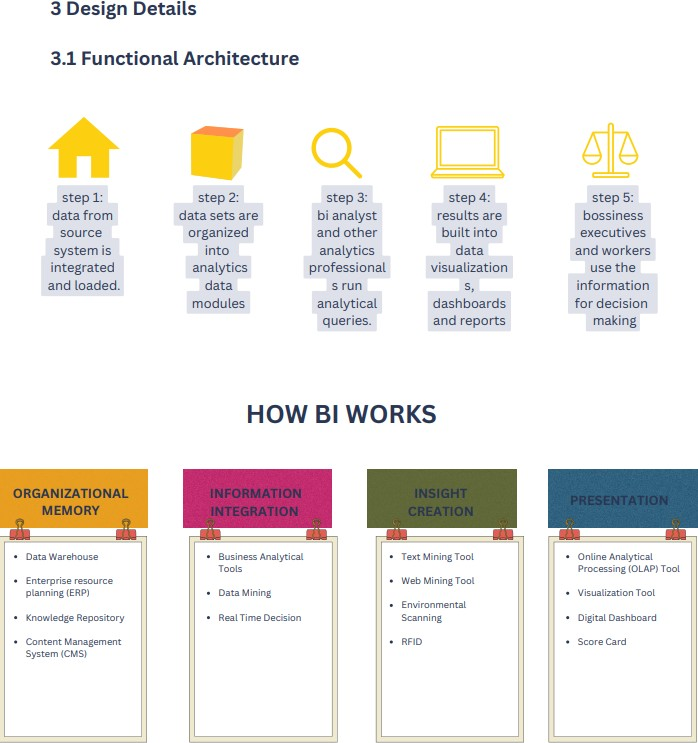 3 Design Details
3.1 Functional Architecture
step 1:
data from
source
system is
integrated
and loaded.
step 2:
data sets are
organized
into
analytics
data
modules
step 3:
bi analyst
and other
analytics
professional
s run
analytical
queries.
step 4:
results are
built into
data
visualization
s,
dashboards
and reports
step 5:
bossiness
executives
and workers
use the
information
for decision
making
HOW BI WORKS
ORGANIZATIONAL
MEMORY
• Data Warehouse
• Enterprise resource
planning (ERP)
• Knowledge Repository
• Content Management
System (CMS)
INFORMATION
INTEGRATION
• Business Analytical
Tools
• Data Mining
• Real Time Decision
INSIGHT
CREATION
• Text Mining Tool
• Web Mining Tool
• Environmental
Scanning
• RFID
PRESENTATION
• Online Analytical
Processing (OLAP) Tool
• Visualization Tool
• Digital Dashboard
• Score Card